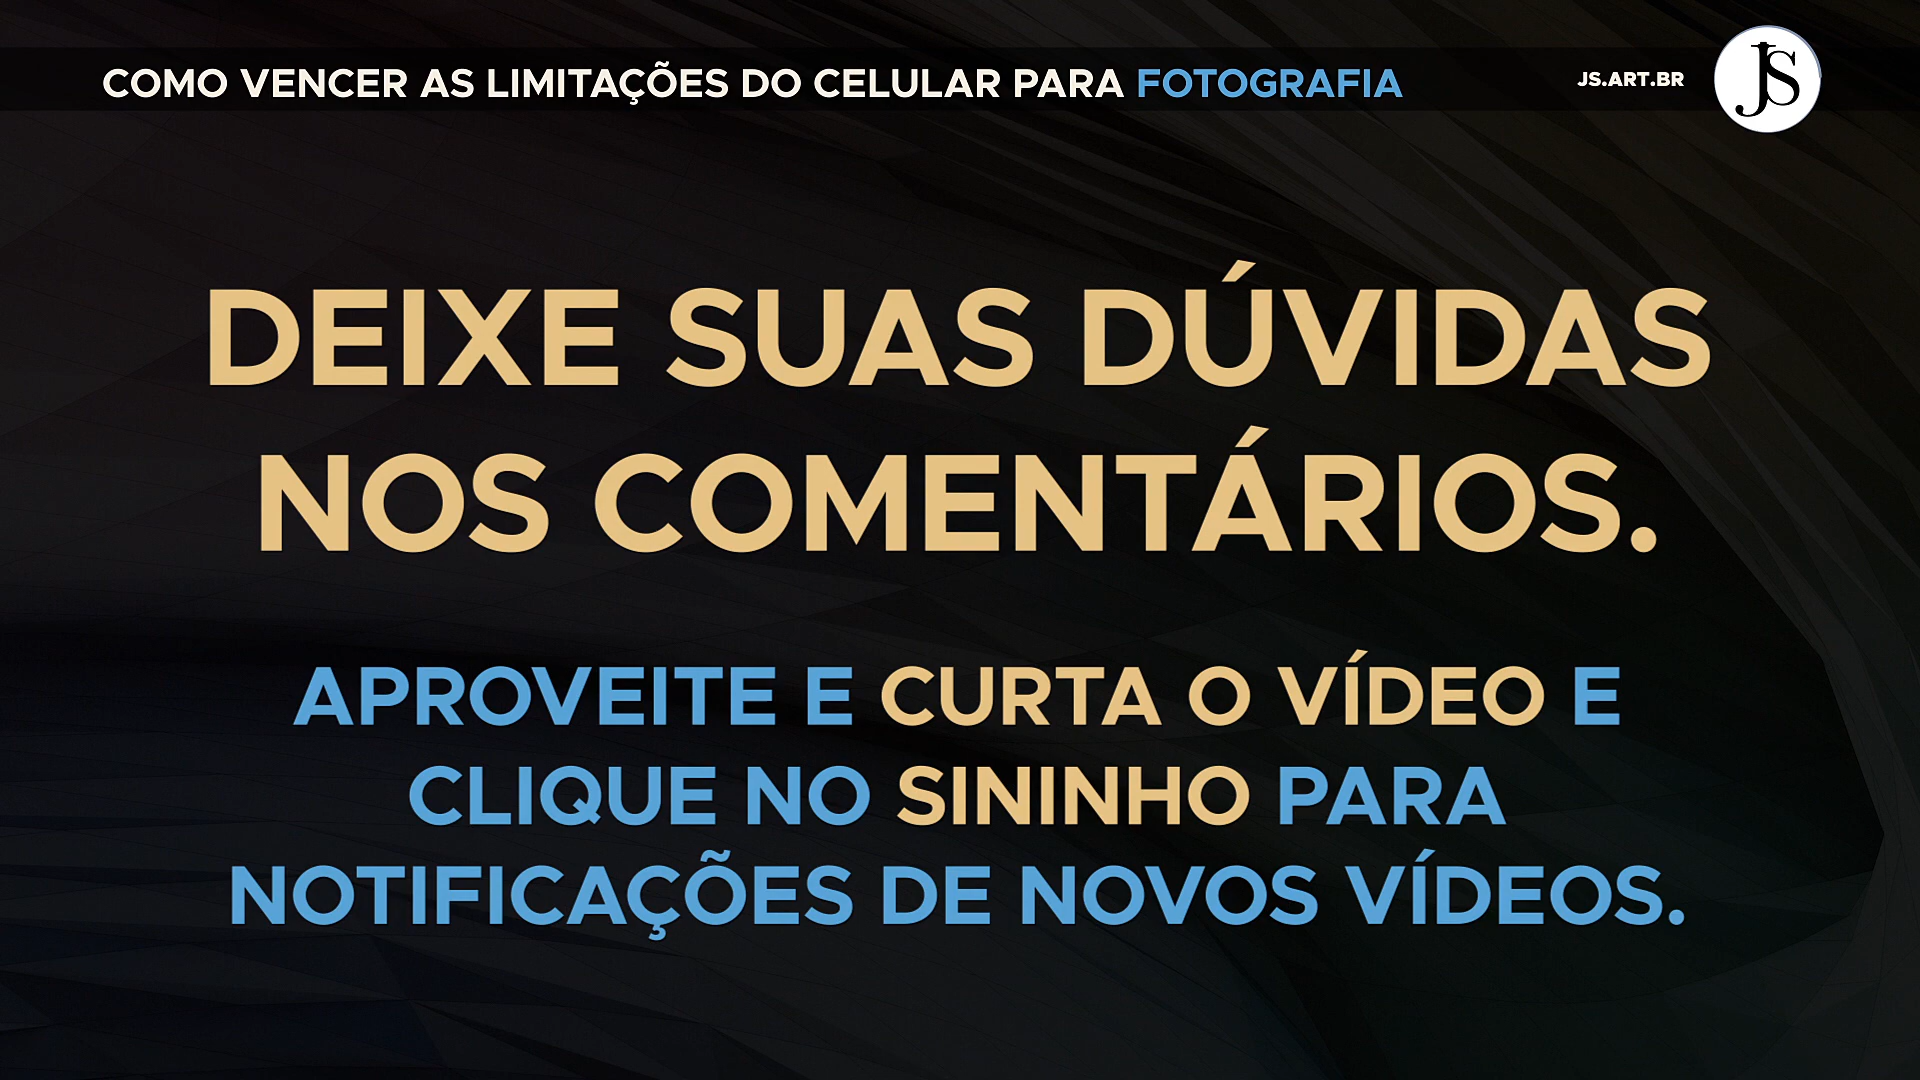 COMO VENCER AS LIMITAÇÕES DO CELULAR PARA FOTOGRAFIA
JS.ART.BR
JS
DEIXE SUAS DÚVIDAS
NOS COMENTÁRIOS.
APROVEITE E CURTA O VÍDEO E
CLIQUE NO SININHO PARA
NOTIFICAÇÕES DE NOVOS VÍDEOS.